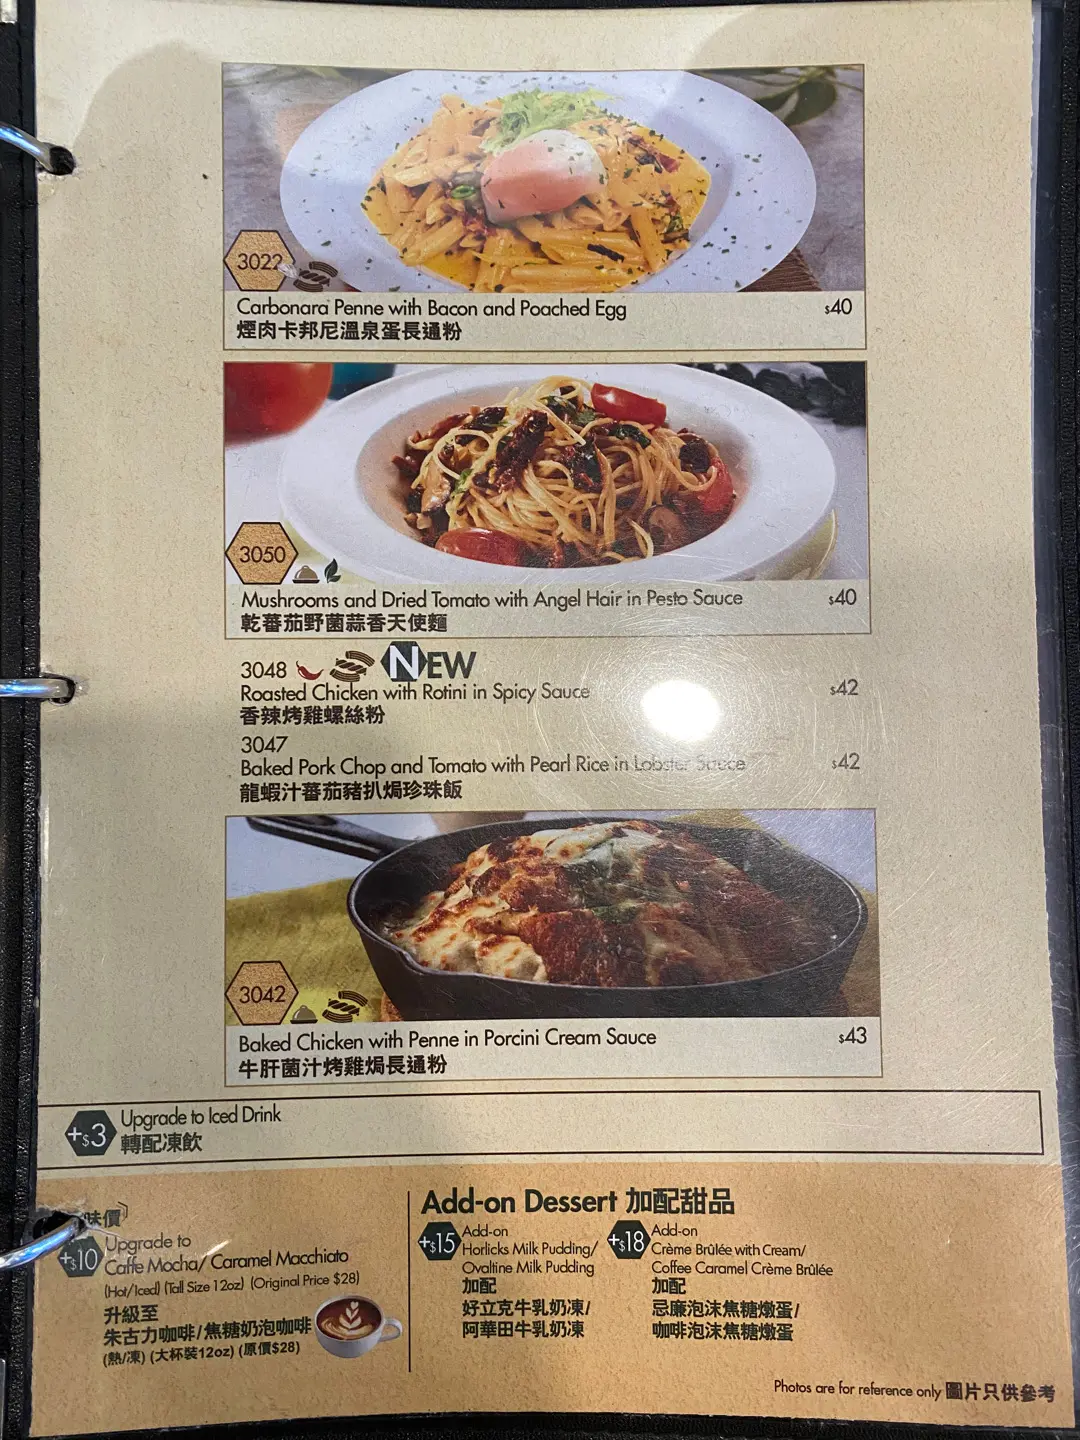 3022
Carbonara Penne with Bacon and Poached Egg $40
煙肉卡邦尼溫泉蛋長通粉
3050
Mushrooms and Dried Tomato with Angel Hair in Pesto Sauce $40
乾蕃茄野菌蒜香天使麵
3048 NEW
Roasted Chicken with Rotini in Spicy Sauce $42
香辣烤雞螺絲粉
3047
Baked Pork Chop and Tomato with Pearl Rice in Lobster Sauce $42
龍蝦汁蕃茄豬扒焗珍珠飯
3042
Baked Chicken with Penne in Porcini Cream Sauce $43
牛肝菌汁烤雞焗長通粉
+$3 Upgrade to Iced Drink
轉配凍飲
味價
+$10 Upgrade to
Caffe Mocha/ Caramel Macchiato
(Hot/Iced) (Tall Size 12oz) (Original Price $28)
升級至
朱古力咖啡/焦糖奶泡咖啡
(熱/凍) (大杯裝12oz) (原價$28)
Add-on Dessert 加配甜品
+$15 Add-on
Horlicks Milk Pudding/
Ovaltine Milk Pudding
加配
好立克牛乳奶凍/
阿華田牛乳奶凍
+$18 Add-on
Crème Brûlée with Cream/
Coffee Caramel Crème Brûlée
加配
忌廉泡沫焦糖燉蛋/
咖啡泡沫焦糖燉蛋
Photos are for reference only 圖片只供參考